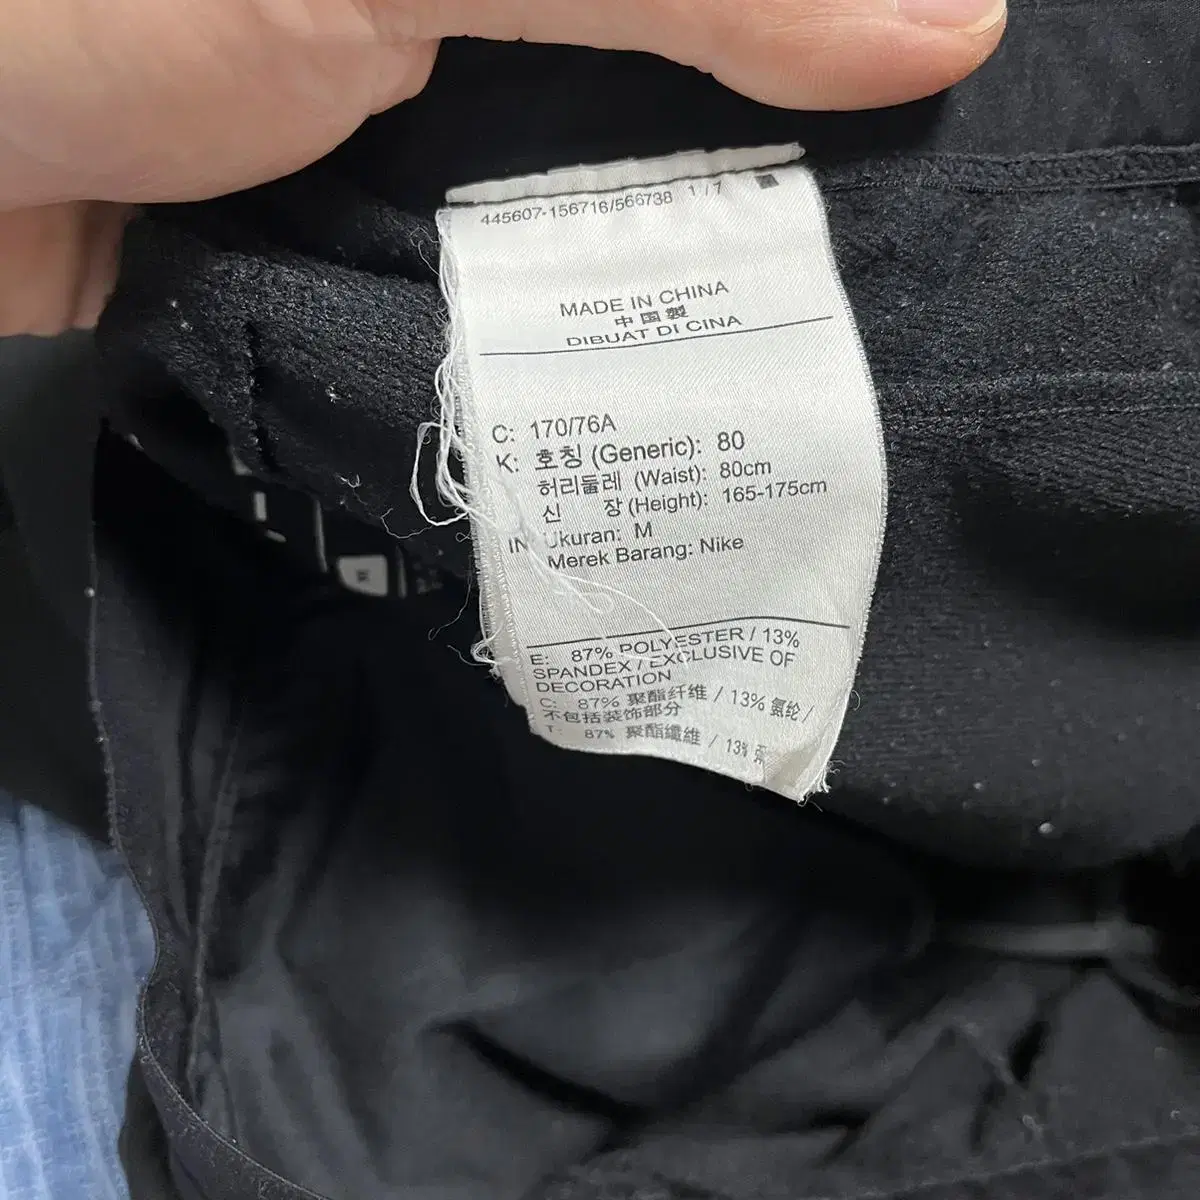 445607-156716/566738 1/7
MADE IN CHINA
中国製
DIBUAT DI CINA
C: 170/76A
K: 호칭 (Generic): 80
허리둘레 (Waist): 80cm
신 장 (Height): 165-175cm
IN Ukuran: M
Merek Barang: Nike
E: 87% POLYESTER / 13%
SPANDEX / EXCLUSIVE OF
DECORATION
C: 87% 聚酯纤维 / 13% 氨纶 /
不包括装饰部分
T: 87% 聚酯纖維 / 13%